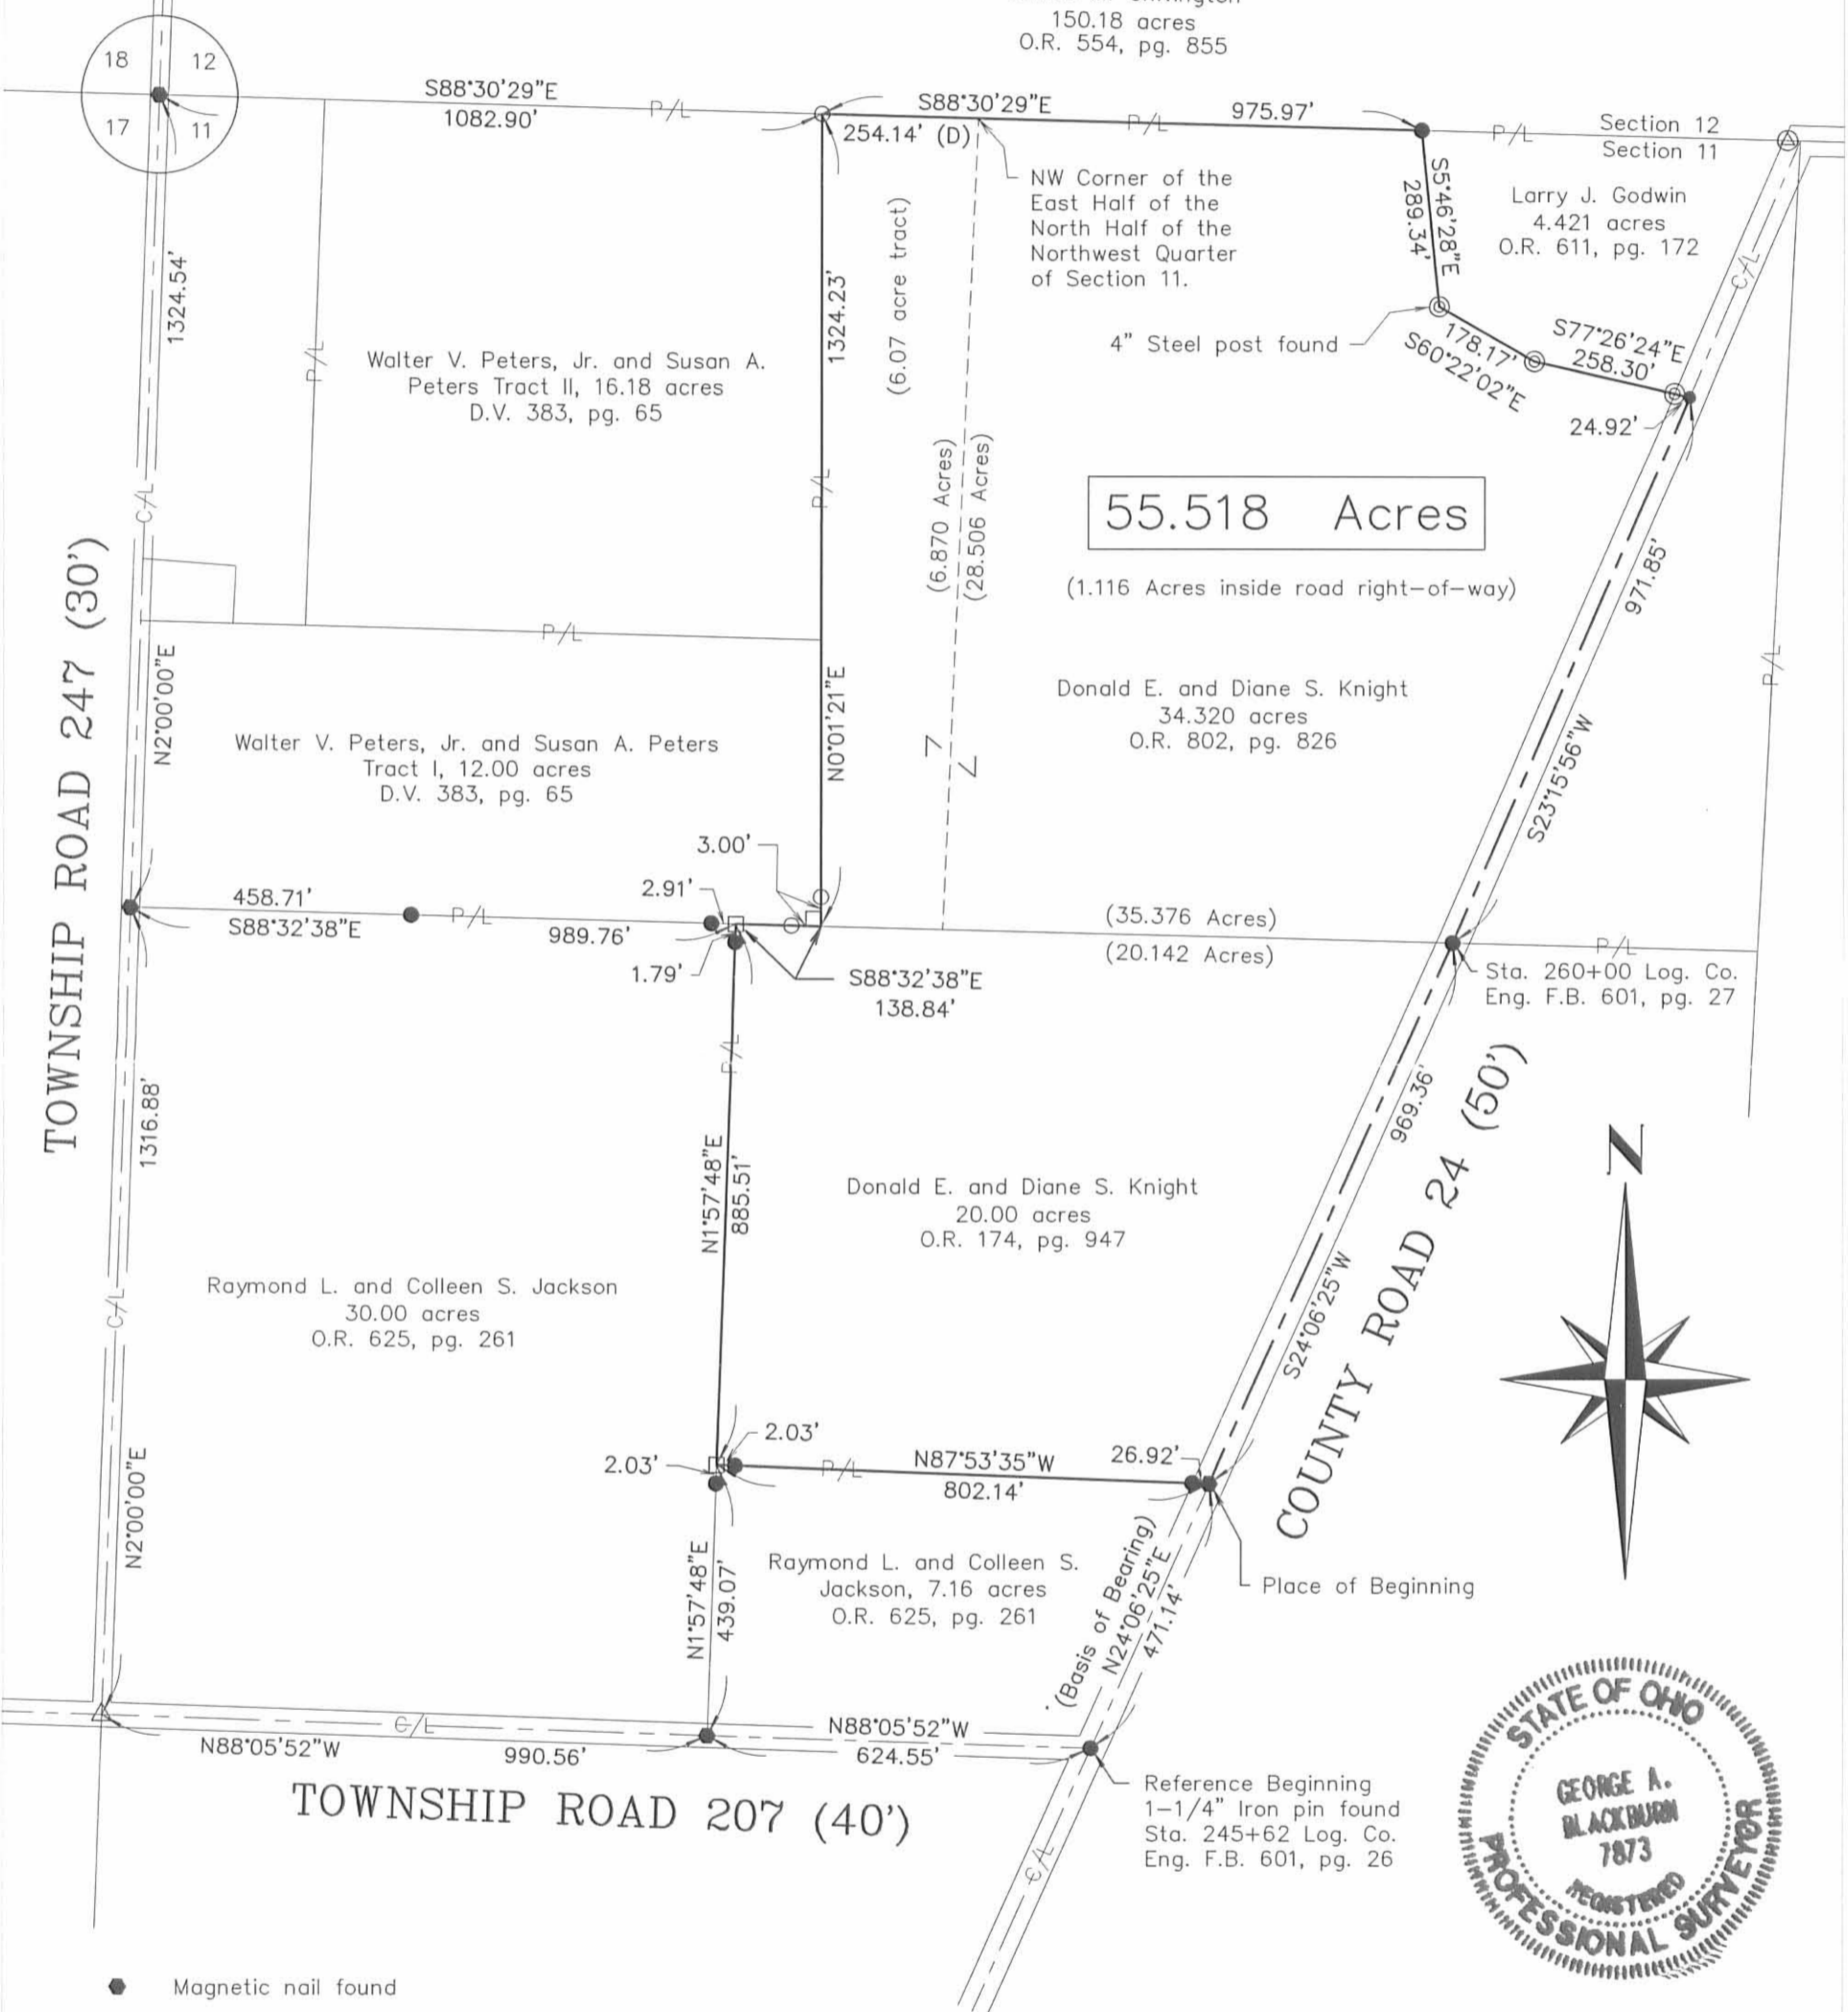 150.18 acres
O.R. 554, pg. 855
18
12
17
11
S88°30'29"E
1082.90'
P/L
S88°30'29"E
P/L
975.97'
254.14' (D)
P/L
Section 12
Section 11
NW Corner of the
East Half of the
North Half of the
Northwest Quarter
of Section 11.
S5°46'28"E
289.34'
Larry J. Godwin
4.421 acres
O.R. 611, pg. 172
C/L
1324.54'
P/L
Walter V. Peters, Jr. and Susan A.
Peters Tract II, 16.18 acres
D.V. 383, pg. 65
1324.23'
(6.07 acre tract)
4" Steel post found
178.17'
S60°22'02"E
S77°26'24"E
258.30'
24.92'
C/L
P/L
(6.870 Acres)
(28.506 Acres)
55.518 Acres
(1.116 Acres inside road right-of-way)
971.85'
P/L
P/L
TOWNSHIP ROAD 247 (30')
N2°00'00"E
N0°01'21"E
Donald E. and Diane S. Knight
34.320 acres
O.R. 802, pg. 826
S23°15'56"W
Walter V. Peters, Jr. and Susan A. Peters
Tract I, 12.00 acres
D.V. 383, pg. 65
Z
Z
3.00'
2.91'
458.71'
S88°32'38"E
P/L
989.76'
1.79'
S88°32'38"E
138.84'
(35.376 Acres)
(20.142 Acres)
P/L
Sta. 260+00 Log. Co.
Eng. F.B. 601, pg. 27
P/L
1316.88'
N1°57'48"E
885.51'
969.36'
COUNTY ROAD 24 (50')
N
Donald E. and Diane S. Knight
20.00 acres
O.R. 174, pg. 947
S24°06'25"W
Raymond L. and Colleen S. Jackson
30.00 acres
O.R. 625, pg. 261
C/L
N2°00'00"E
2.03'
2.03'
P/L
N87°53'35"W
802.14'
26.92'
Place of Beginning
N1°57'48"E
439.07'
Raymond L. and Colleen S.
Jackson, 7.16 acres
O.R. 625, pg. 261
(Basis of Bearing)
N24°06'25"E
471.14'
C/L
N88°05'52"W
990.56'
N88°05'52"W
624.55'
TOWNSHIP ROAD 207 (40')
Reference Beginning
1-1/4" Iron pin found
Sta. 245+62 Log. Co.
Eng. F.B. 601, pg. 26
C/L
STATE OF OHIO
GEORGE A.
BLACKBURN
7873
REGISTERED
PROFESSIONAL SURVEYOR
Magnetic nail found